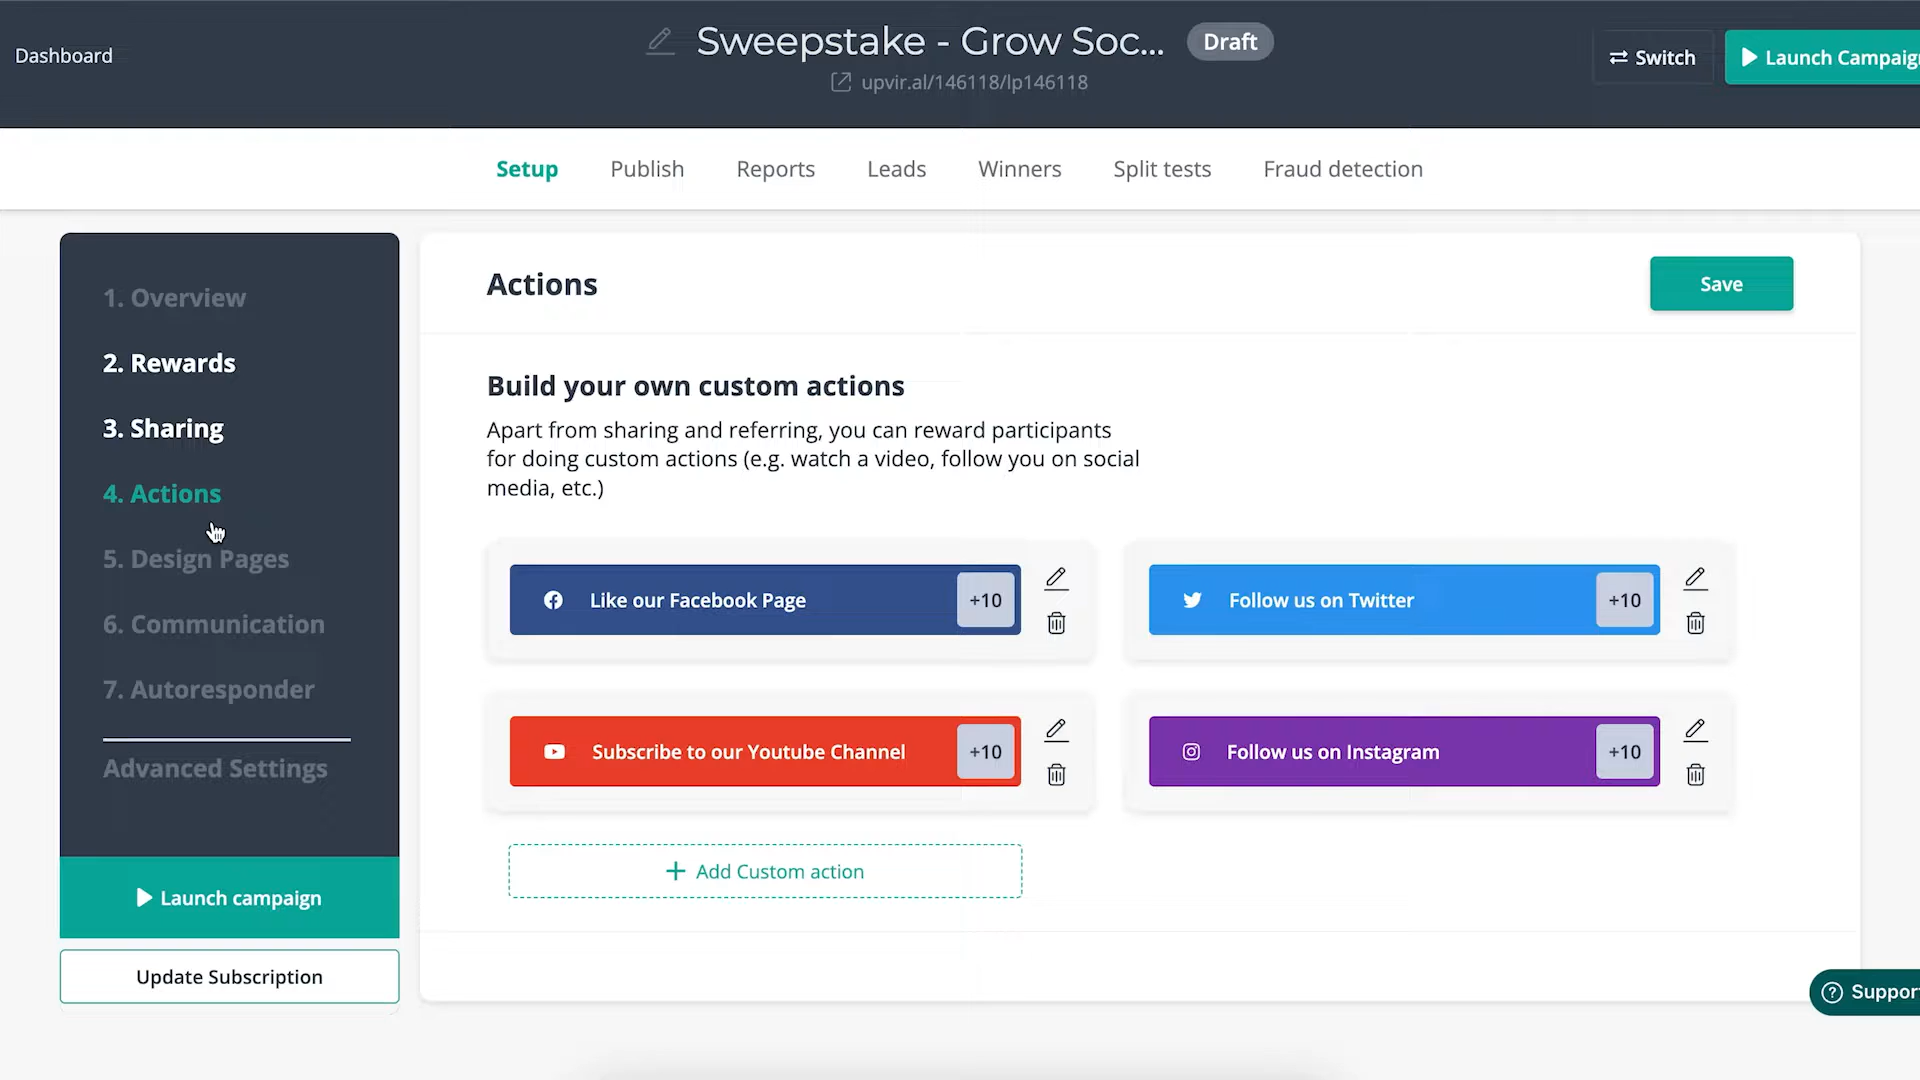 Dashboard
Sweepstake - Grow Soc...
Draft
upvir.al/146118/lp146118
Switch
Launch Campaig
Setup
Publish
Reports
Leads
Winners
Split tests
Fraud detection
1. Overview
2. Rewards
3. Sharing
4. Actions
5. Design Pages
6. Communication
7. Autoresponder
Advanced Settings
Launch campaign
Update Subscription
Actions
Save
Build your own custom actions
Apart from sharing and referring, you can reward participants
for doing custom actions (e.g. watch a video, follow you on social
media, etc.)
Like our Facebook Page +10
Follow us on Twitter +10
Subscribe to our Youtube Channel +10
Follow us on Instagram +10
+ Add Custom action
Suppor